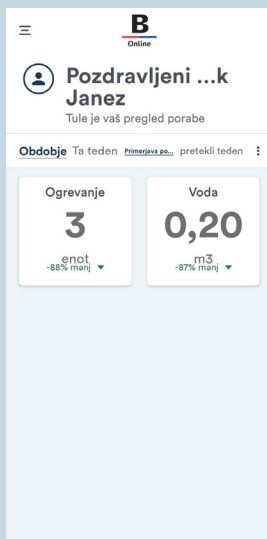 B
Online
Pozdravljeni ...k
Janez
Tule je vaš pregled porabe
Obdobje Ta teden Primerjava po... pretekli teden
Ogrevanje
3
enot
-88% manj
Voda
0,20
m3
-87% manj